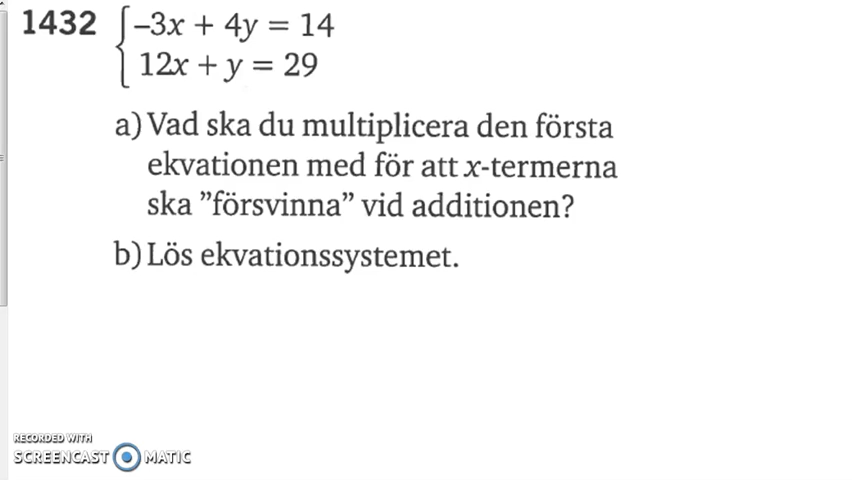 1432 –3x + 4y = 14
12x + y = 29
a) Vad ska du multiplicera den första
ekvationen med för att x-termerna
ska ”försvinna” vid additionen?
b) Lös ekvationssystemet.
RECORDED WITH
SCREENCAST MATIC